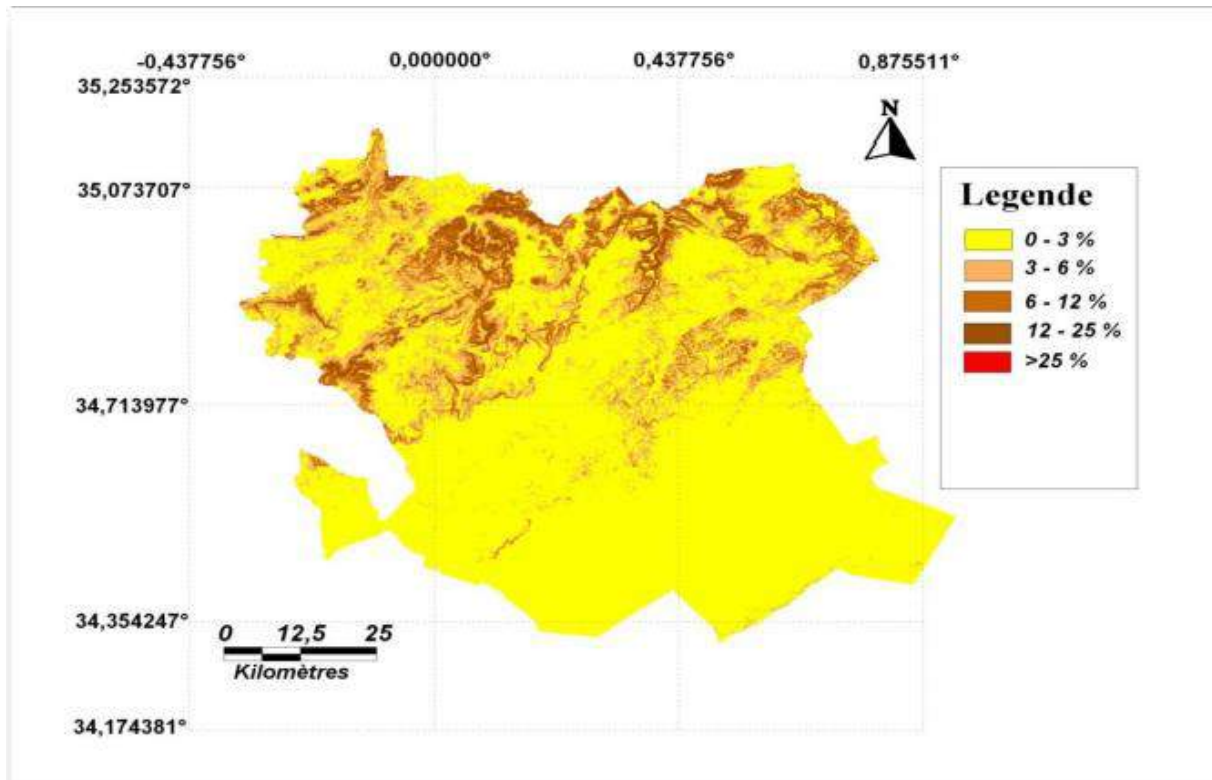 -0,437756° 0,000000° 0,437756° 0,875511°
35,253572°
N
35,073707°
Legende
0 - 3 %
3 - 6 %
6 - 12 %
12 - 25 %
>25 %
34,713977°
34,354247°
0 12,5 25
Kilomètres
34,174381°